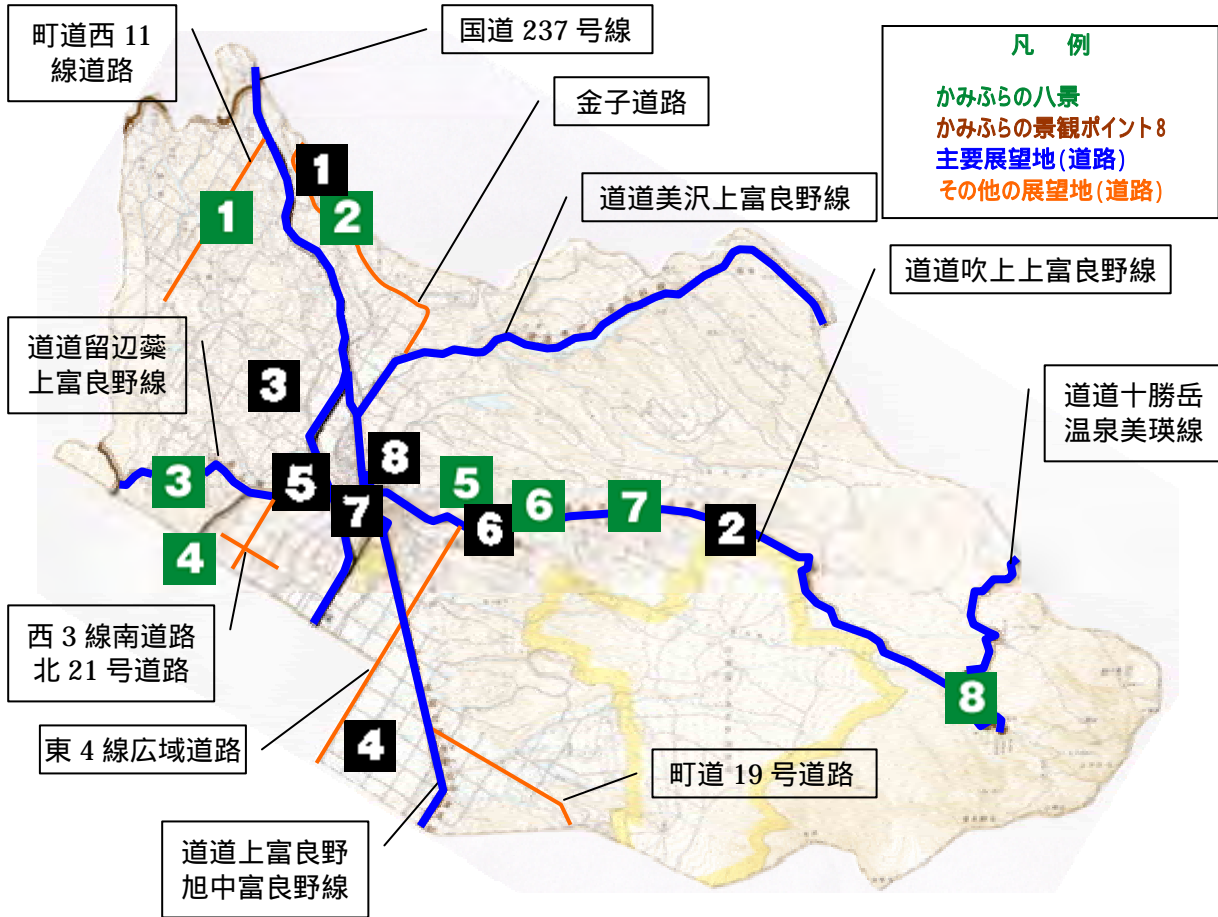 町道西 11
線道路
国道 237 号線
凡 例
かみふらの八景
かみふらの景観ポイント8
主要展望地(道路)
その他の展望地(道路)
金子道路
道道美沢上富良野線
道道吹上上富良野線
道道留辺蘂
上富良野線
道道十勝岳
温泉美瑛線
西 3 線南道路
北 21 号道路
東 4 線広域道路
町道 19 号道路
道道上富良野
旭中富良野線
1
1
2
3
8
3
5
5
7
6
6
7
2
4
8
4